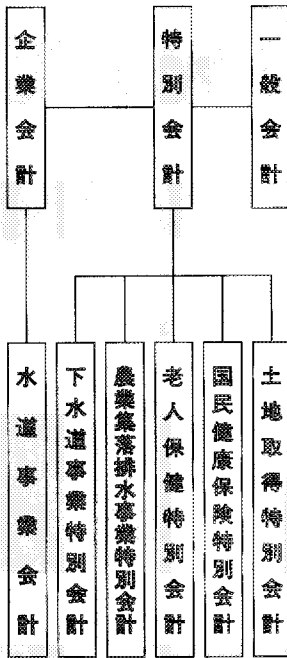 一般会計
特別会計
企業会計
土地取得特別会計
国民健康保険特別会計
老人保健特別会計
農業集落排水事業特別会計
下水道事業特別会計
水道事業会計